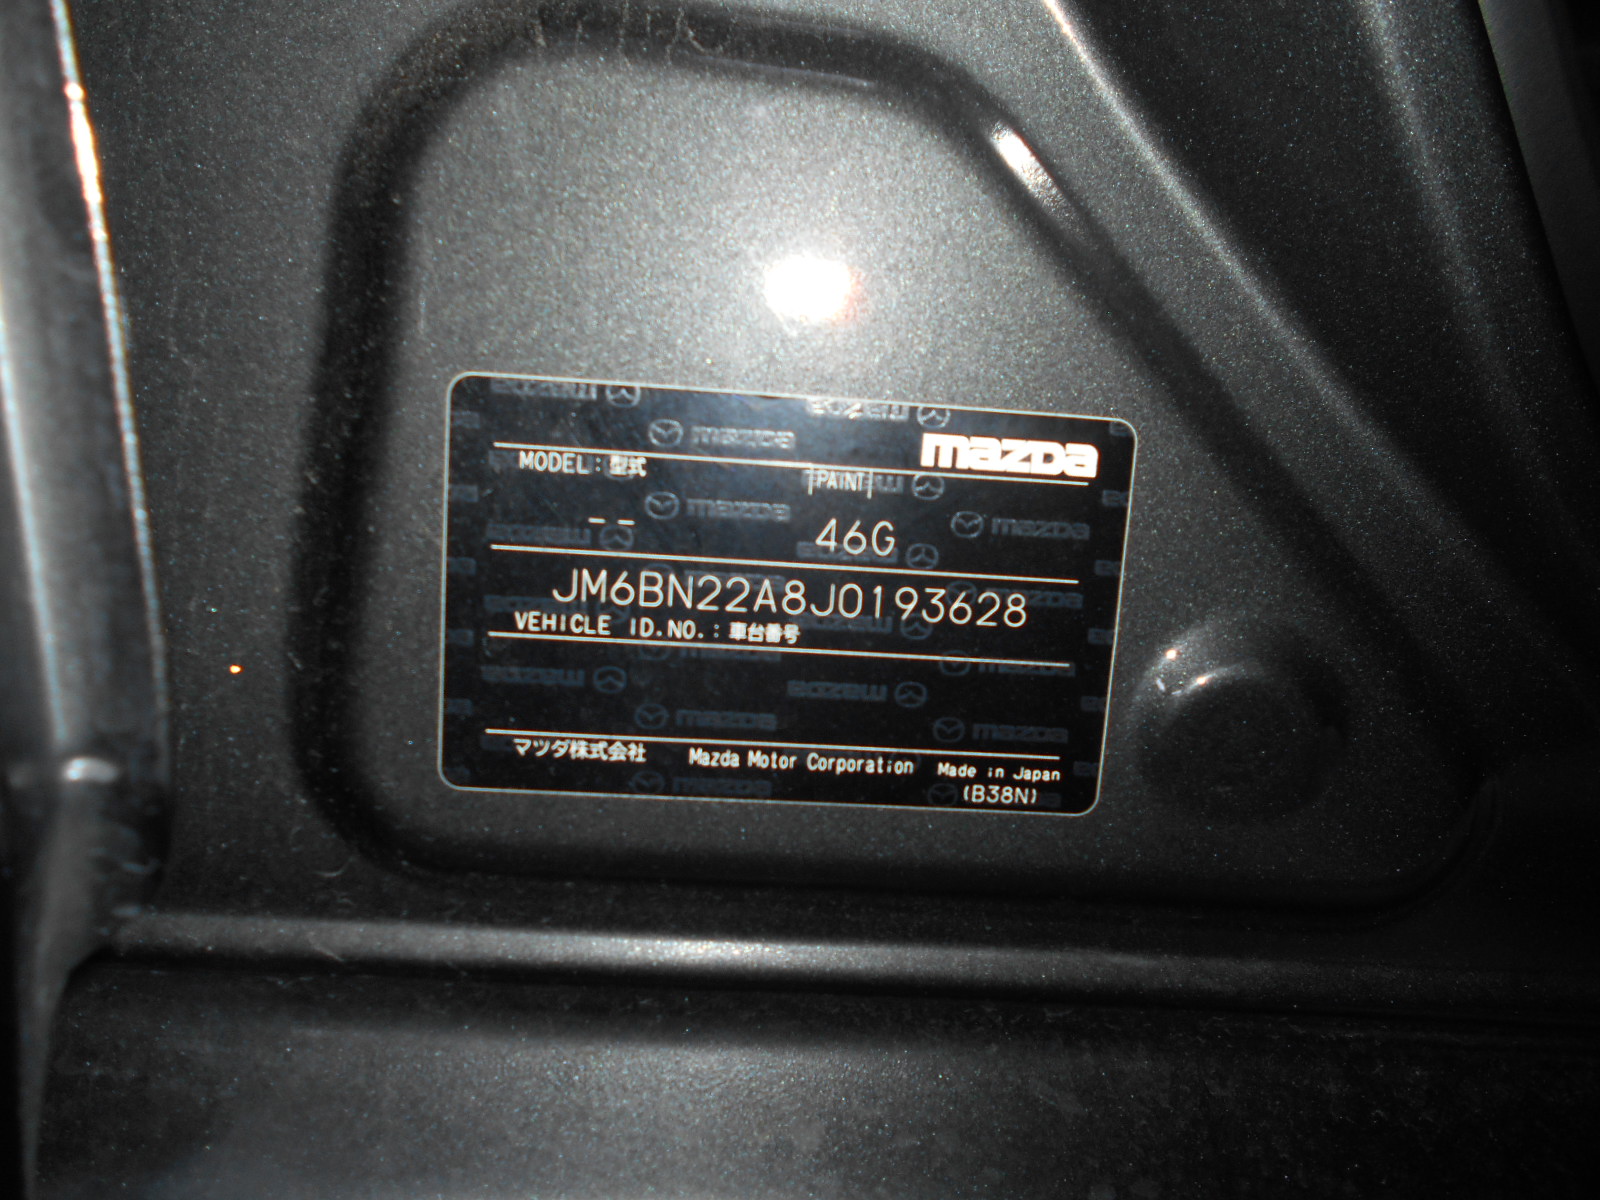 mazda
MODEL：型式 PAINT
-- 46G
JM6BN22A8J0193628
VEHICLE ID.NO.：車台番号
マツダ株式会社 Mazda Motor Corporation Made in Japan
(B38N)